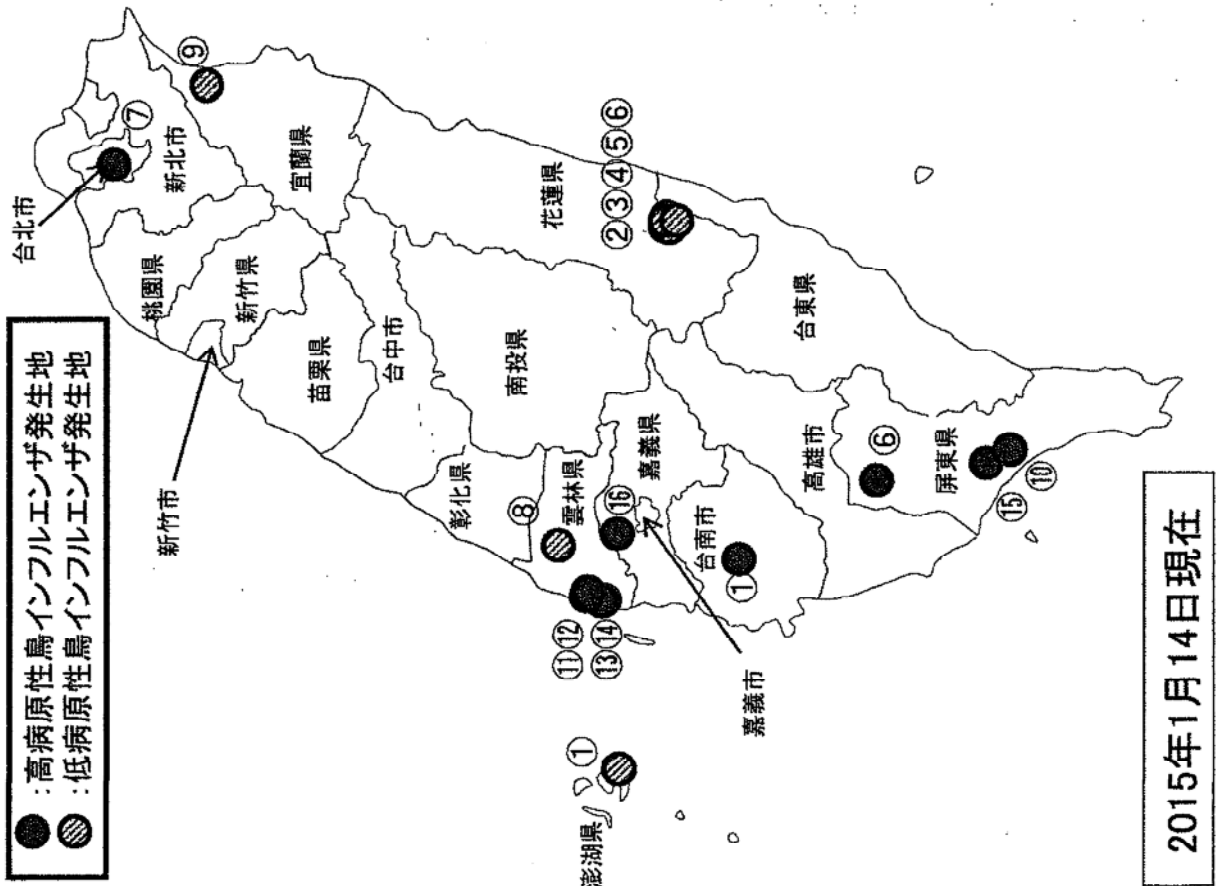 ●:高病原性鳥インフルエンザ発生地
:低病原性鳥インフルエンザ発生地
台北市
⑦
⑨
新北市
桃園県
新竹県
宜蘭県
新竹市
苗栗県
台中市
花蓮県
②③④⑤⑥
彰化県
南投県
⑧
雲林県
⑪⑫
⑬⑭
⑯
嘉義県
嘉義市
①
澎湖県
台南市
①
高雄市
⑥
台東県
屏東県
⑮
⑩
2015年1月14日現在